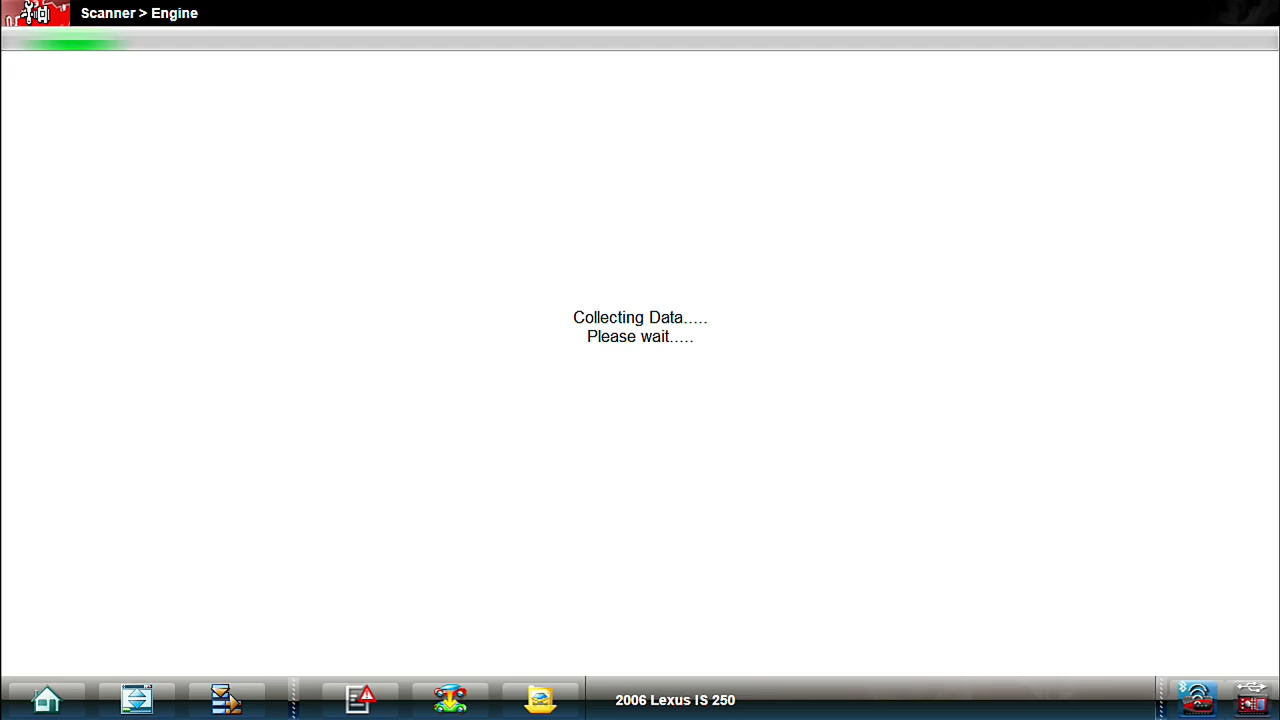 Scanner > Engine
Collecting Data.....
Please wait.....
2006 Lexus IS 250